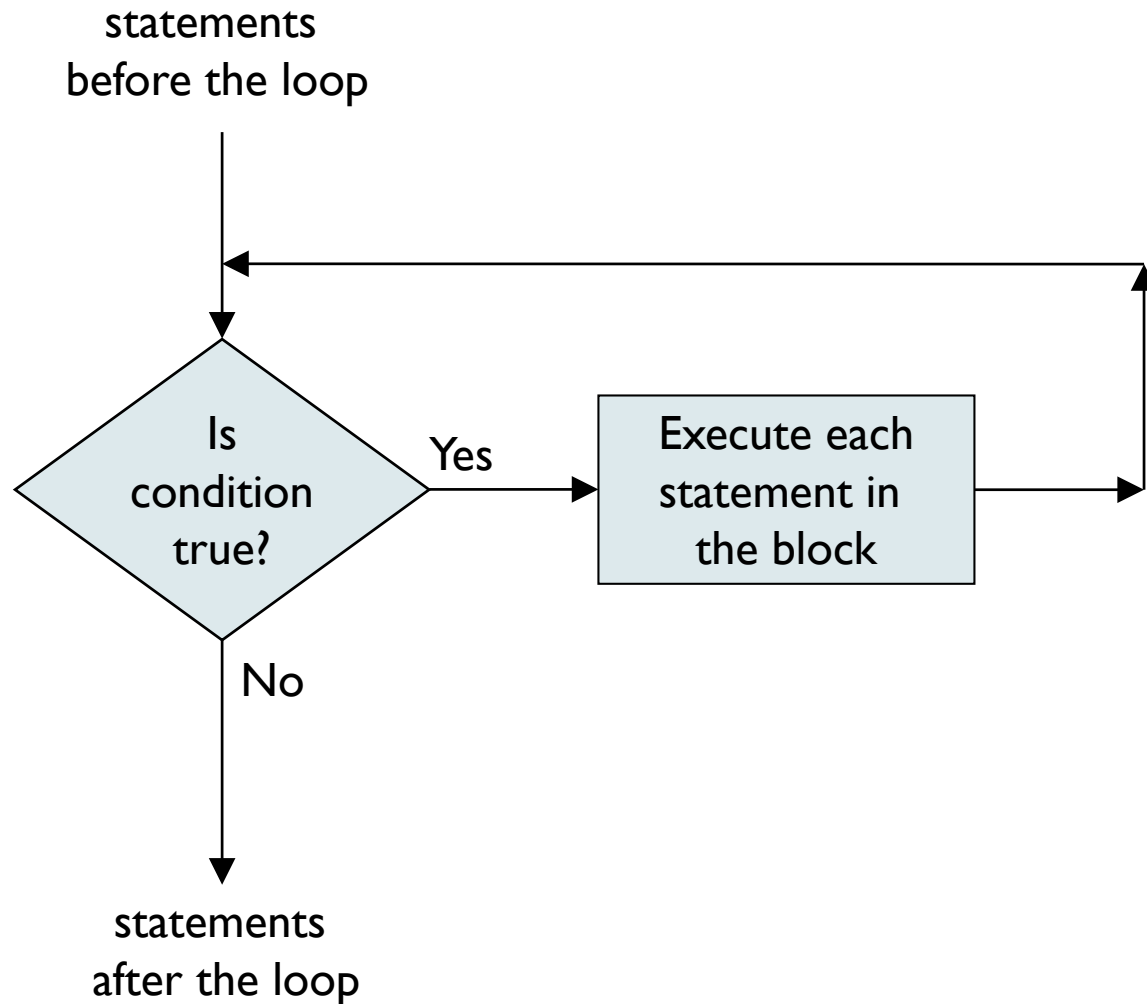 statements
before the loop
Is
condition
true?
Yes
Execute each
statement in
the block
No
statements
after the loop